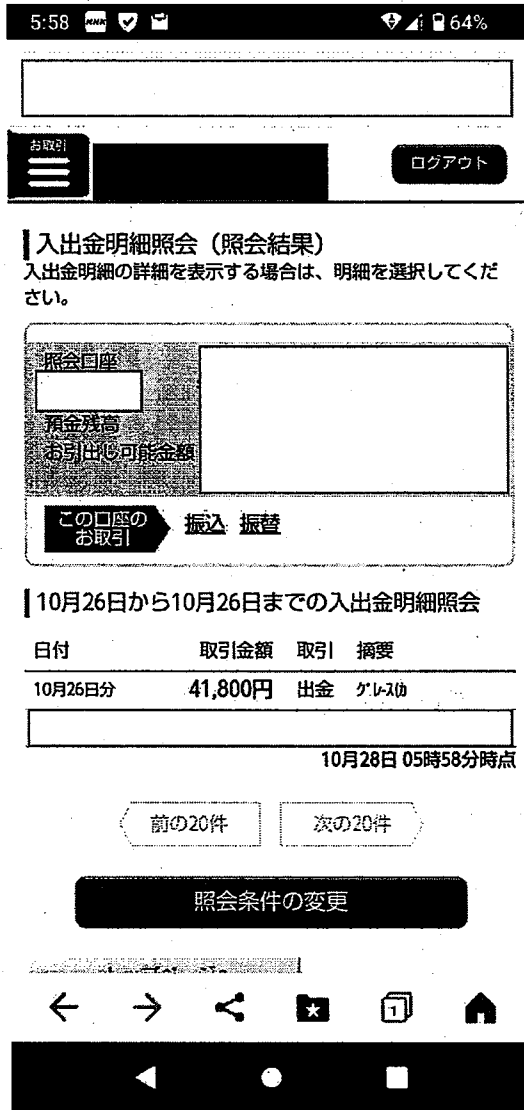 5:58 NHK 64%
お取引
ログアウト
入出金明細照会（照会結果）
入出金明細の詳細を表示する場合は、明細を選択してくだ
さい。
照会口座
預金残高
お引出し可能金額
この口座の
お取引
振込 振替
10月26日から10月26日までの入出金明細照会
日付 取引金額 取引 摘要
10月26日分 41,800円 出金 グレース(カ
10月28日 05時58分時点
前の20件 次の20件
照会条件の変更
1